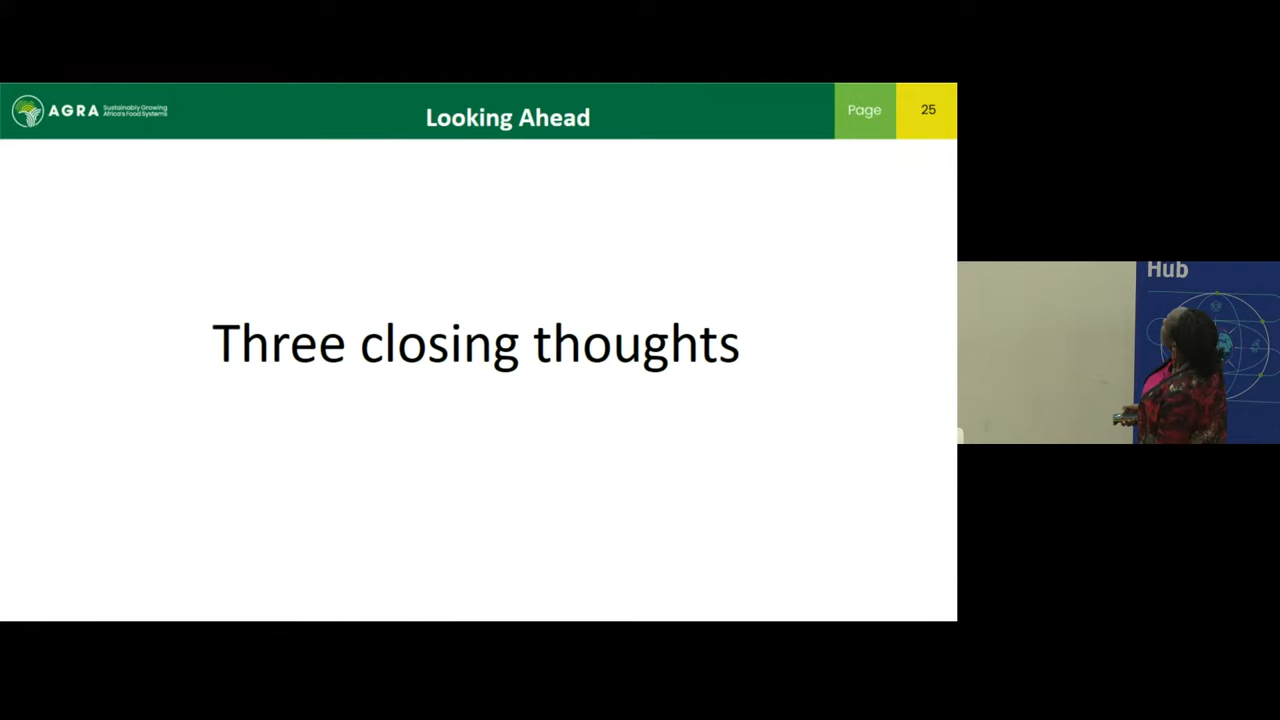 AGRA
Sustainably Growing
Africa's Food Systems
Looking Ahead
Page
25
Three closing thoughts
Hub